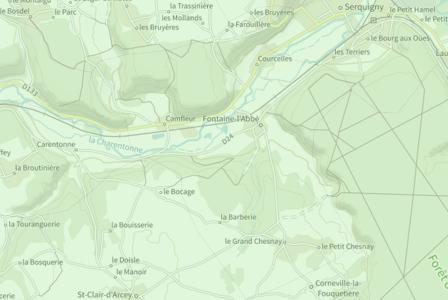 la Trassinière
les Bruyères
Serquigny
le Petit Hamel
le Bosdel
le Parc
les Mollands
la Farouillère
les Bruyères
le Bourg aux Oües
Courcelles
les Terriers
D133
Camfleur
Fontaine-l'Abbé
D24
Carentonne
la Charentonne
la Broutinière
le Bocage
la Touranguerie
la Bouisserie
la Barberie
le Grand Chesnay
le Petit Chesnay
la Bosquerie
le Doisle
le Manoir
St-Clair-d'Arcey
Corneville-la-
Fouquetière